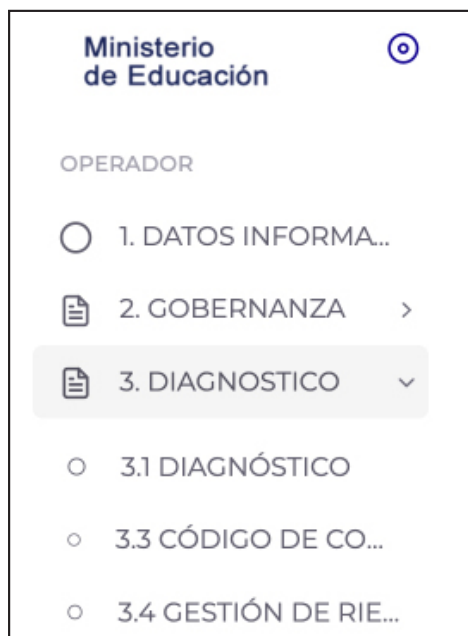 Ministerio
de Educación
OPERADOR
1. DATOS INFORMA...
2. GOBERNANZA
3. DIAGNOSTICO
3.1 DIAGNÓSTICO
3.3 CÓDIGO DE CO...
3.4 GESTIÓN DE RIE...